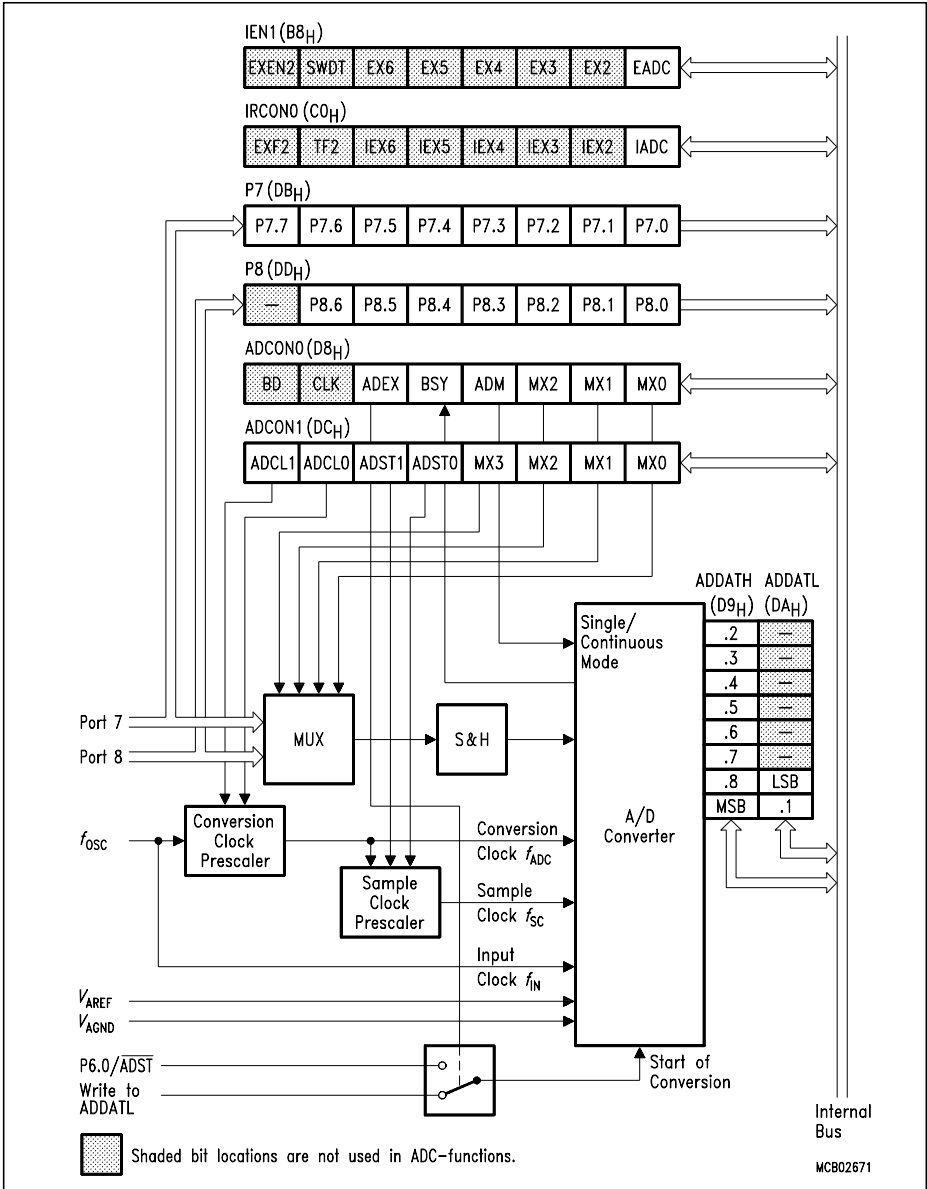 IEN1 (B8H)
EXEN2 SWDT EX6 EX5 EX4 EX3 EX2 EADC
IRCON0 (C0H)
EXF2 TF2 IEX6 IEX5 IEX4 IEX3 IEX2 IADC
P7 (DBH)
P7.7 P7.6 P7.5 P7.4 P7.3 P7.2 P7.1 P7.0
P8 (DDH)
— P8.6 P8.5 P8.4 P8.3 P8.2 P8.1 P8.0
ADCON0 (D8H)
BD CLK ADEX BSY ADM MX2 MX1 MX0
ADCON1 (DCH)
ADCL1 ADCL0 ADST1 ADST0 MX3 MX2 MX1 MX0
ADDATH ADDATL
(D9H) (DAH)
.2 —
.3 —
.4 —
.5 —
.6 —
.7 —
.8 LSB
MSB .1
Single/
Continuous
Mode
Port 7
Port 8
MUX
S&H
A/D
Converter
fOSC
Conversion
Clock
Prescaler
Conversion
Clock fADC
Sample
Clock
Prescaler
Sample
Clock fSC
Input
Clock fIN
VAREF
VAGND
P6.0/A̅D̅S̅T̅
Write to
ADDATL
Start of
Conversion
Internal
Bus
Shaded bit locations are not used in ADC-functions.
MCB02671